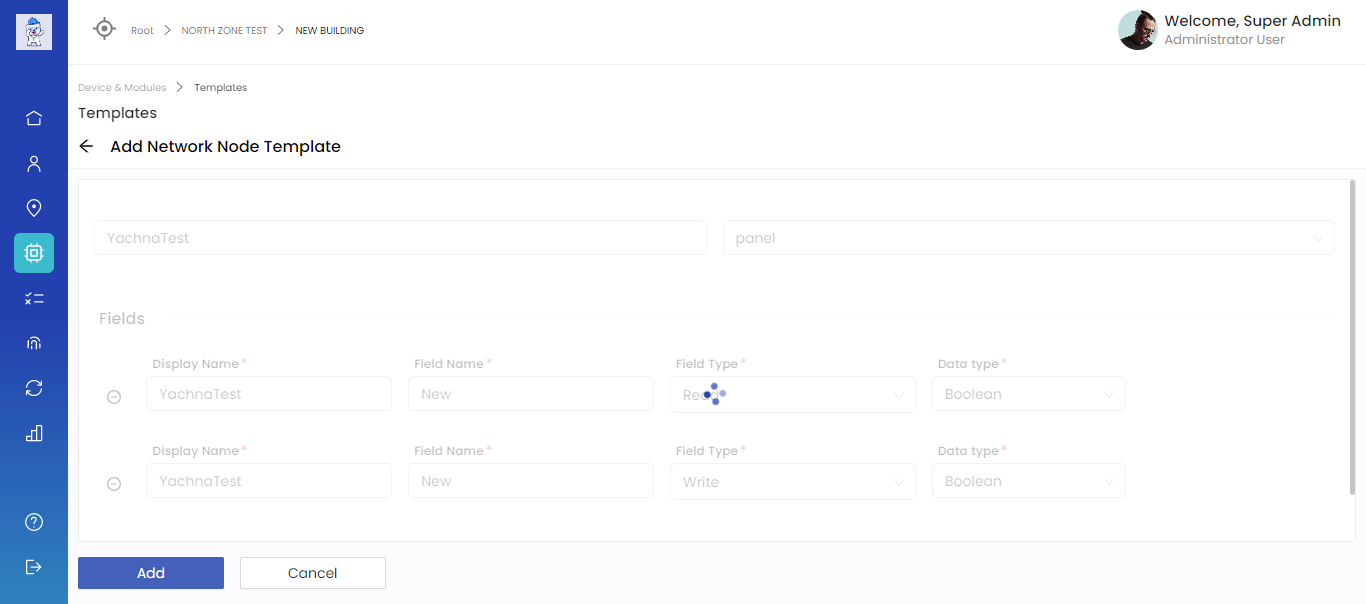 Root > NORTH ZONE TEST > NEW BUILDING
Welcome, Super Admin
Administrator User
Device & Modules > Templates
Templates
Add Network Node Template
YachnaTest panel
Fields
Display Name * Field Name * Field Type * Data type *
YachnaTest New Read Boolean
Display Name * Field Name * Field Type * Data type *
YachnaTest New Write Boolean
Add Cancel